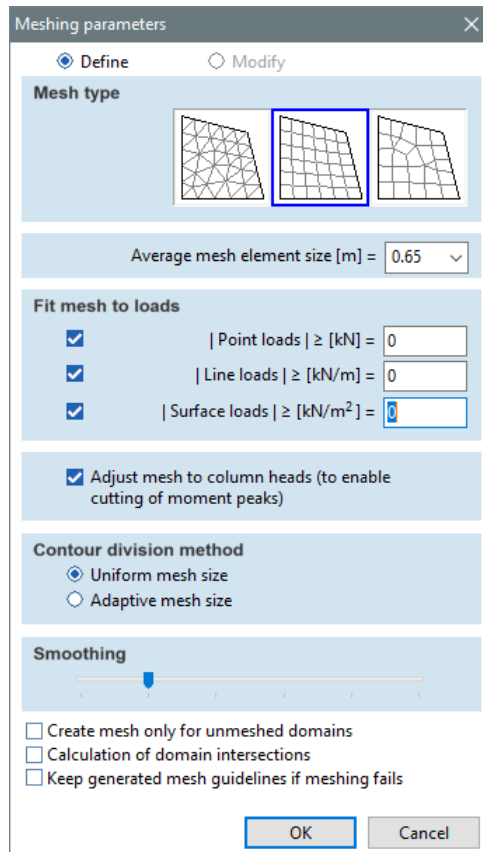 Meshing parameters
Define Modify
Mesh type
Average mesh element size [m] = 0.65
Fit mesh to loads
| Point loads | ≥ [kN] = 0
| Line loads | ≥ [kN/m] = 0
| Surface loads | ≥ [kN/m²] = 0
Adjust mesh to column heads (to enable
cutting of moment peaks)
Contour division method
Uniform mesh size
Adaptive mesh size
Smoothing
Create mesh only for unmeshed domains
Calculation of domain intersections
Keep generated mesh guidelines if meshing fails
OK Cancel